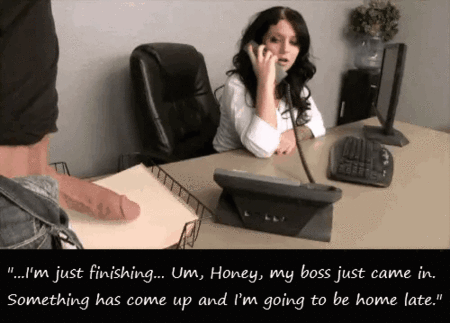 "...I'm just finishing... Um, Honey, my boss just came in.
Something has come up and I'm going to be home late."